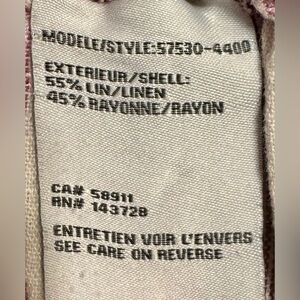 MODELE/STYLE:57530-4400
EXTERIEUR/SHELL:
55% LIN/LINEN
45% RAYONNE/RAYON
CA# 58911
RN# 143728
ENTRETIEN VOIR L'ENVERS
SEE CARE ON REVERSE